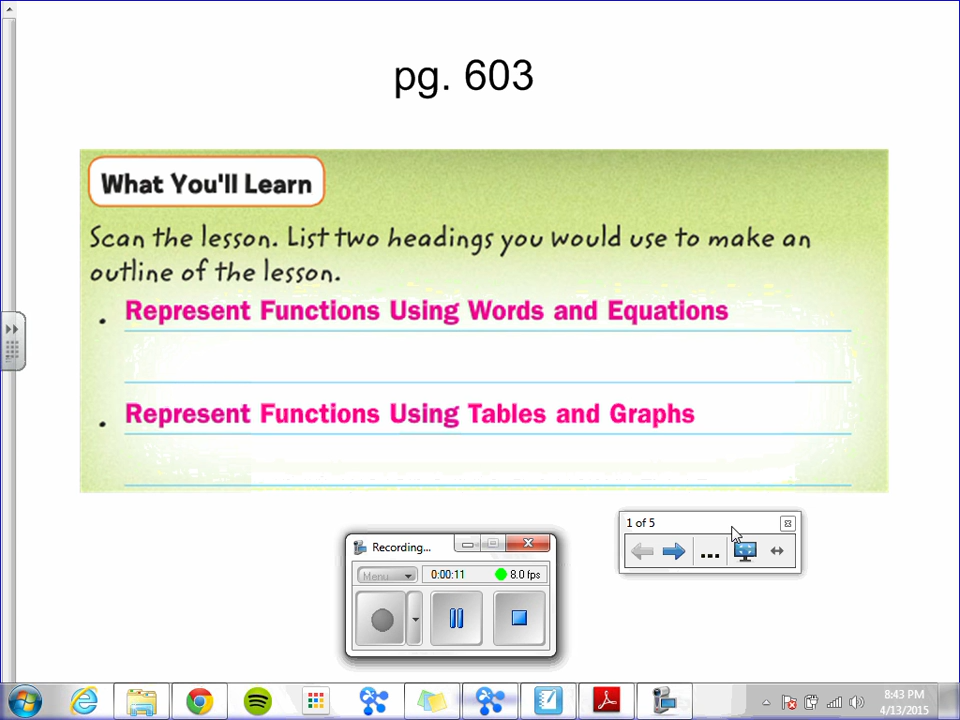 pg. 603
What You'll Learn
Scan the lesson. List two headings you would use to make an
outline of the lesson.
• Represent Functions Using Words and Equations
• Represent Functions Using Tables and Graphs
1 of 5
Recording...
Menu
0:00:11
8.0 fps
8:43 PM
4/13/2015